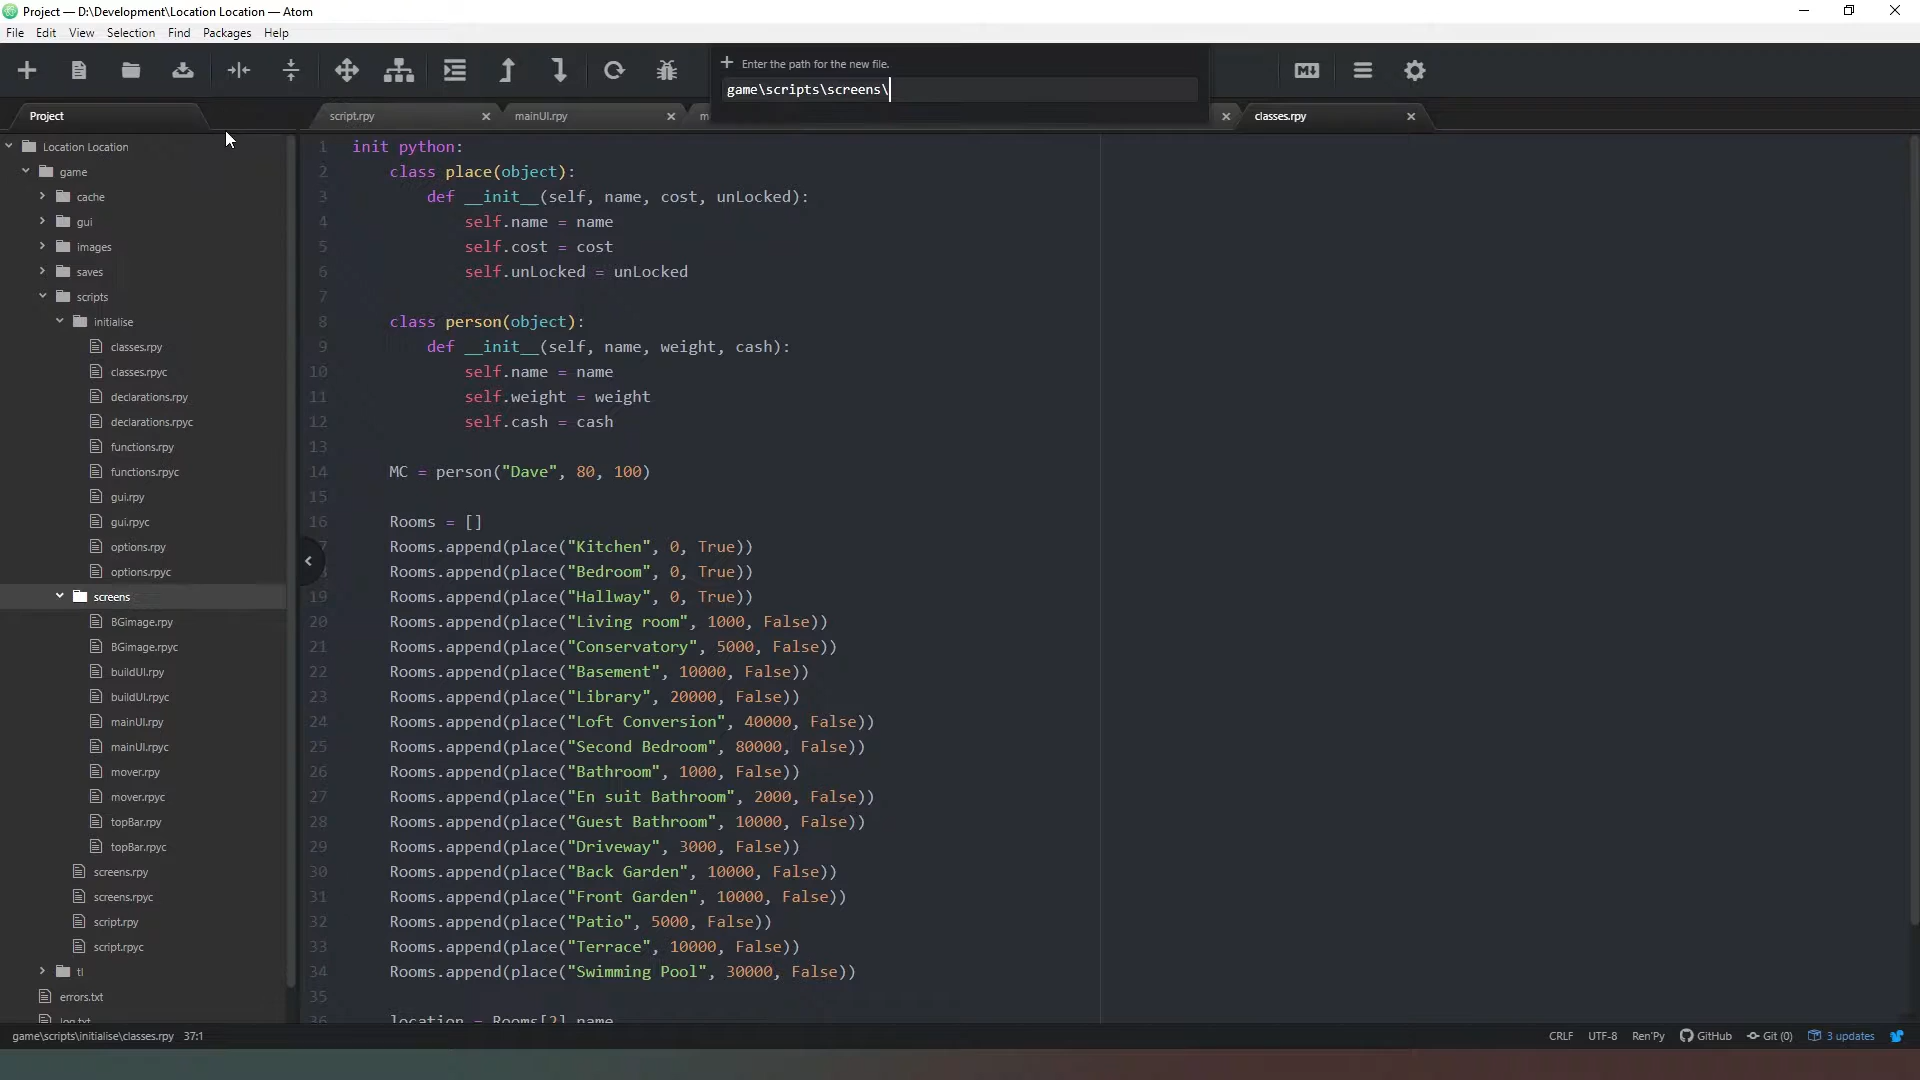 Project — D:\Development\Location Location — Atom
File Edit View Selection Find Packages Help
Enter the path for the new file.
game\scripts\screens\
Project
script.rpy
mainUI.rpy
m
classes.rpy
Location Location
game
cache
gui
images
saves
scripts
initialise
classes.rpy
classes.rpyc
declarations.rpy
declarations.rpyc
functions.rpy
functions.rpyc
gui.rpy
gui.rpyc
options.rpy
options.rpyc
screens
BGimage.rpy
BGimage.rpyc
buildUI.rpy
buildUI.rpyc
mainUI.rpy
mainUI.rpyc
mover.rpy
mover.rpyc
topBar.rpy
topBar.rpyc
screens.rpy
screens.rpyc
script.rpy
script.rpyc
tl
errors.txt
log.txt
1 init python:
2 class place(object):
3 def __init__(self, name, cost, unLocked):
4 self.name = name
5 self.cost = cost
6 self.unLocked = unLocked
7
8 class person(object):
9 def __init__(self, name, weight, cash):
10 self.name = name
11 self.weight = weight
12 self.cash = cash
13
14 MC = person("Dave", 80, 100)
15
16 Rooms = []
7 Rooms.append(place("Kitchen", 0, True))
8 Rooms.append(place("Bedroom", 0, True))
19 Rooms.append(place("Hallway", 0, True))
20 Rooms.append(place("Living room", 1000, False))
21 Rooms.append(place("Conservatory", 5000, False))
22 Rooms.append(place("Basement", 10000, False))
23 Rooms.append(place("Library", 20000, False))
24 Rooms.append(place("Loft Conversion", 40000, False))
25 Rooms.append(place("Second Bedroom", 80000, False))
26 Rooms.append(place("Bathroom", 1000, False))
27 Rooms.append(place("En suit Bathroom", 2000, False))
28 Rooms.append(place("Guest Bathroom", 10000, False))
29 Rooms.append(place("Driveway", 3000, False))
30 Rooms.append(place("Back Garden", 10000, False))
31 Rooms.append(place("Front Garden", 10000, False))
32 Rooms.append(place("Patio", 5000, False))
33 Rooms.append(place("Terrace", 10000, False))
34 Rooms.append(place("Swimming Pool", 30000, False))
35
36 location = Rooms[2].name
game\scripts\initialise\classes.rpy 37:1
CRLF UTF-8 Ren'Py GitHub Git (0) 3 updates